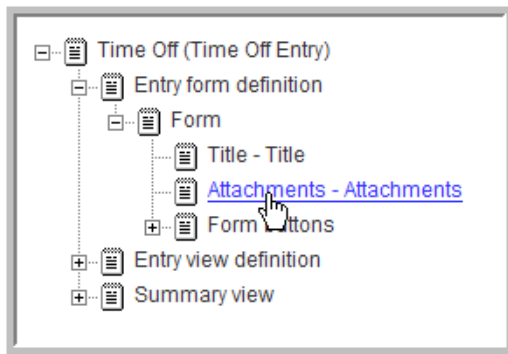 Time Off (Time Off Entry)
Entry form definition
Form
Title - Title
Attachments - Attachments
Form buttons
Entry view definition
Summary view